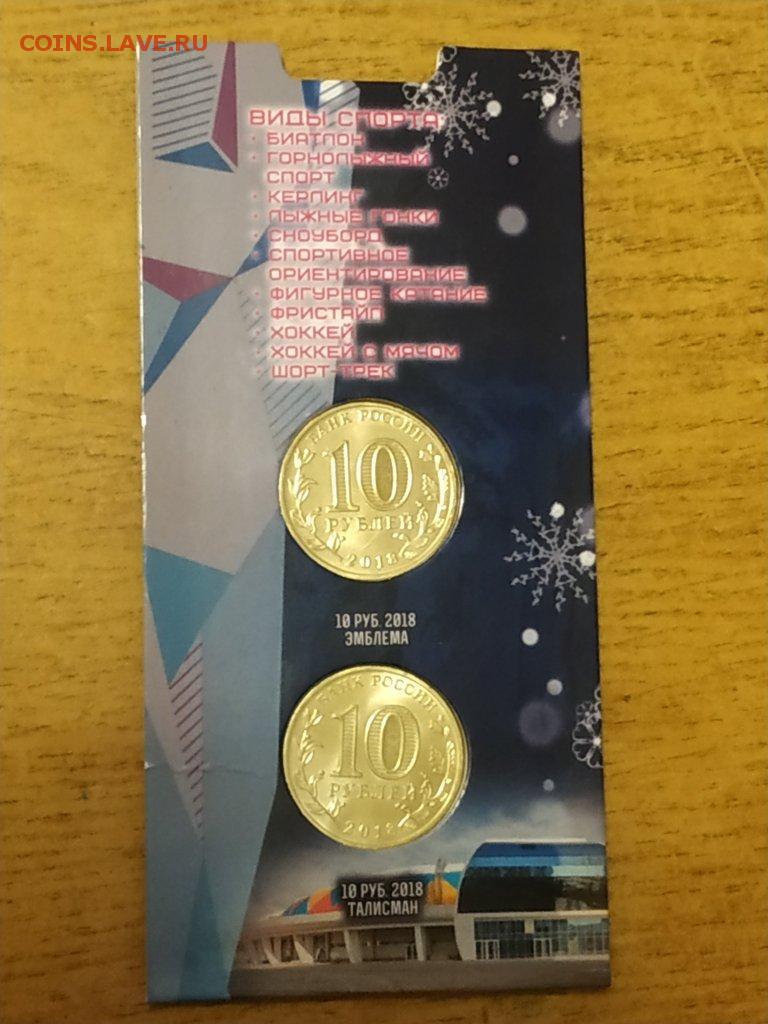 COINS.LAVE.RU
ВИДЫ СПОРТА:
· БИАТЛОН
· ГОРНОЛЫЖНЫЙ
СПОРТ
· КЕРЛИНГ
· ЛЫЖНЫЕ ГОНКИ
· СНОУБОРД
· СПОРТИВНОЕ
ОРИЕНТИРОВАНИЕ
· ФИГУРНОЕ КАТАНИЕ
· ФРИСТАЙЛ
· ХОККЕЙ
· ХОККЕЙ С МЯЧОМ
· ШОРТ-ТРЕК
БАНК РОССИИ
10
РУБЛЕЙ
2018
10 РУБ. 2018
ЭМБЛЕМА
БАНК РОССИИ
10
РУБЛЕЙ
2018
10 РУБ. 2018
ТАЛИСМАН